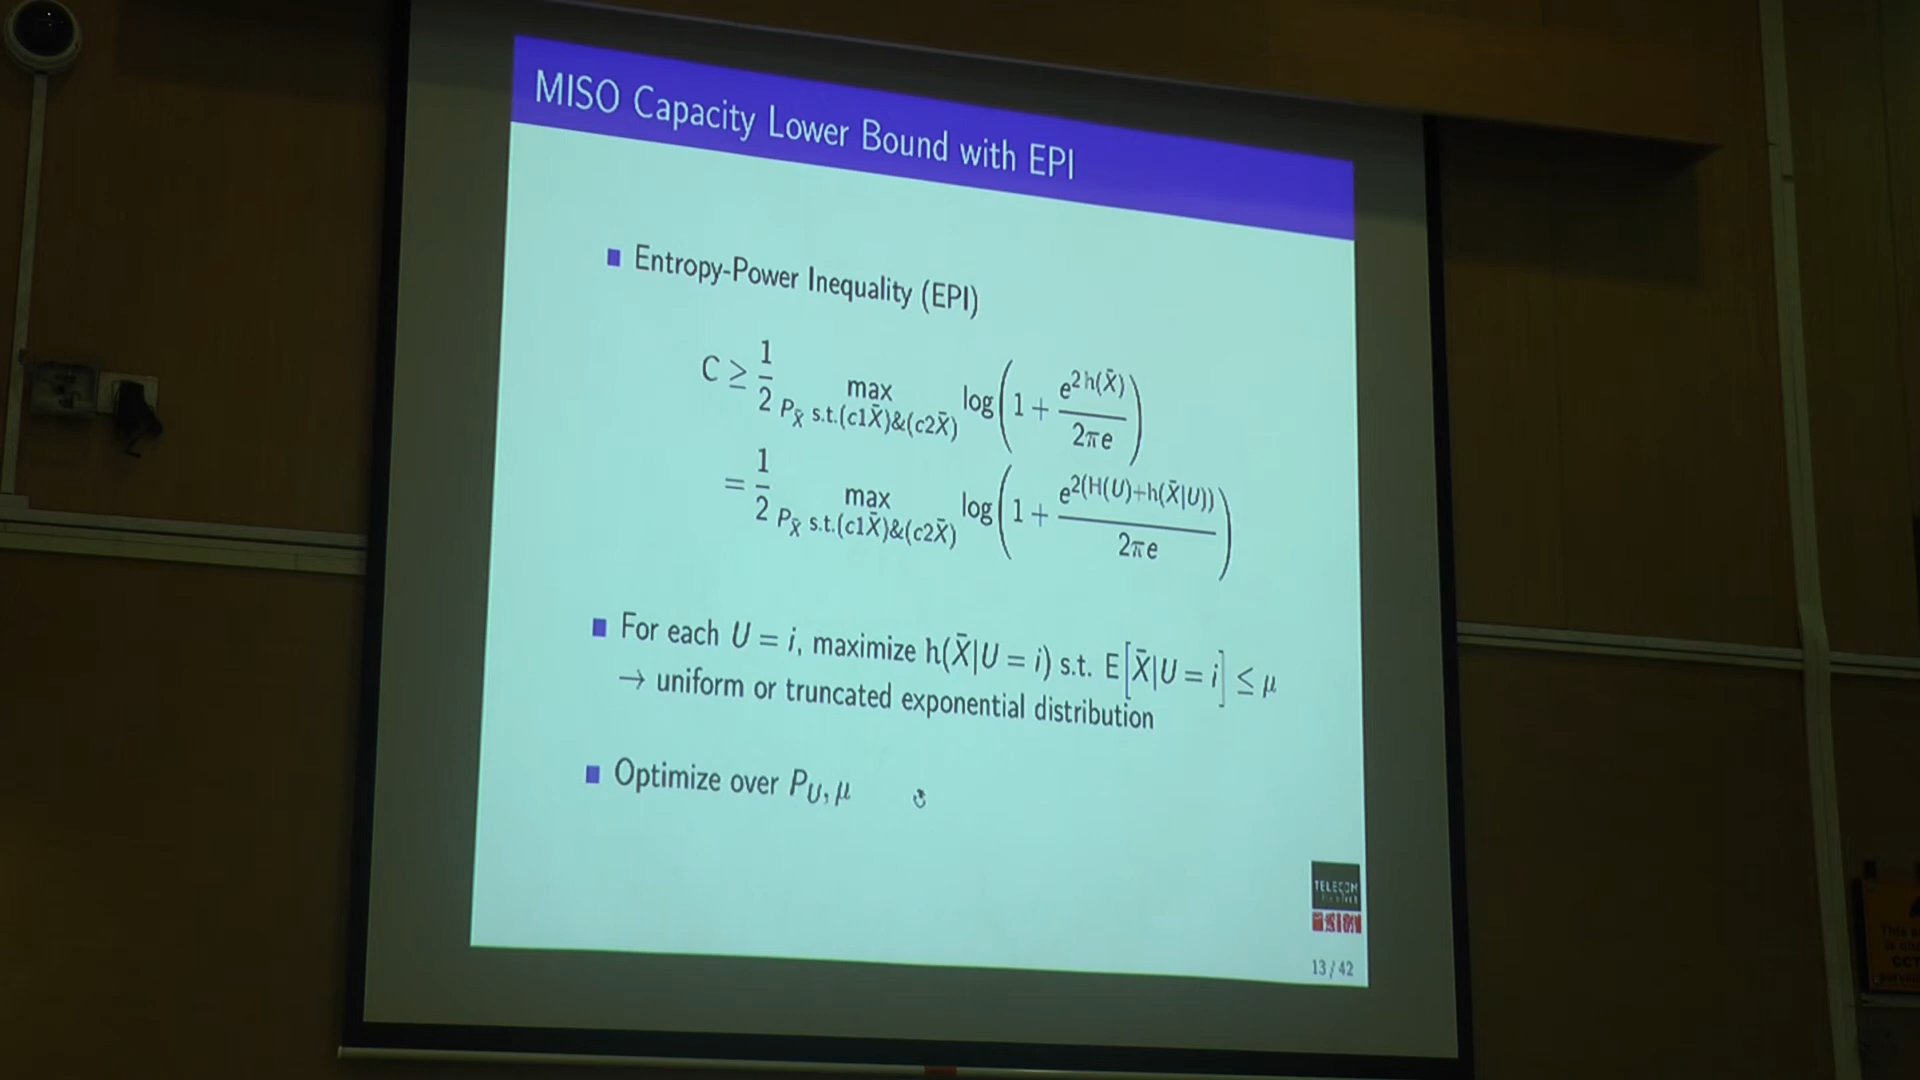 MISO Capacity Lower Bound with EPI
Entropy-Power Inequality (EPI)
C ≥ 1/2 max_{P_X̄ s.t.(c1X̄)&(c2X̄)} log(1 + e^{2h(X̄)}/2πe)
= 1/2 max_{P_X̄ s.t.(c1X̄)&(c2X̄)} log(1 + e^{2(H(U)+h(X̄|U))}/2πe)
For each U = i, maximize h(X̄|U = i) s.t. E[X̄|U = i] ≤ μ
→ uniform or truncated exponential distribution
Optimize over P_U, μ
TELECOM
13/42